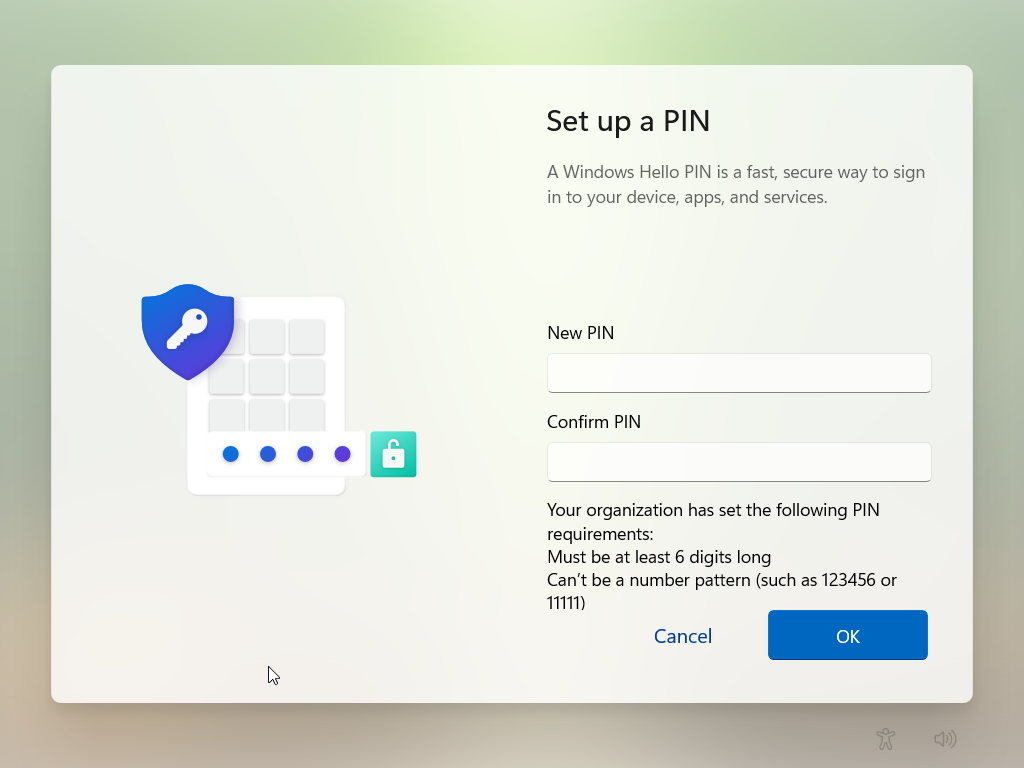 Set up a PIN
A Windows Hello PIN is a fast, secure way to sign
in to your device, apps, and services.
New PIN
Confirm PIN
Your organization has set the following PIN
requirements:
Must be at least 6 digits long
Can't be a number pattern (such as 123456 or
11111)
Cancel
OK